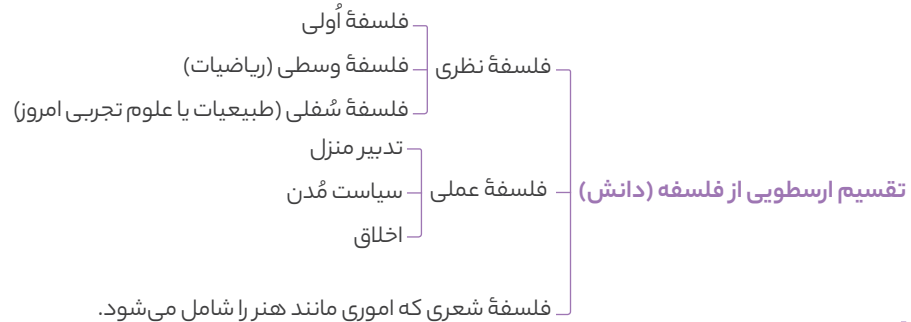 تقسیم ارسطویی از فلسفه (دانش)
فلسفهٔ نظری
فلسفهٔ اُولی
فلسفهٔ وسطی (ریاضیات)
فلسفهٔ سُفلی (طبیعیات یا علوم تجربی امروز)
فلسفهٔ عملی
تدبیر منزل
سیاست مُدن
اخلاق
فلسفهٔ شعری که اموری مانند هنر را شامل می‌شود.